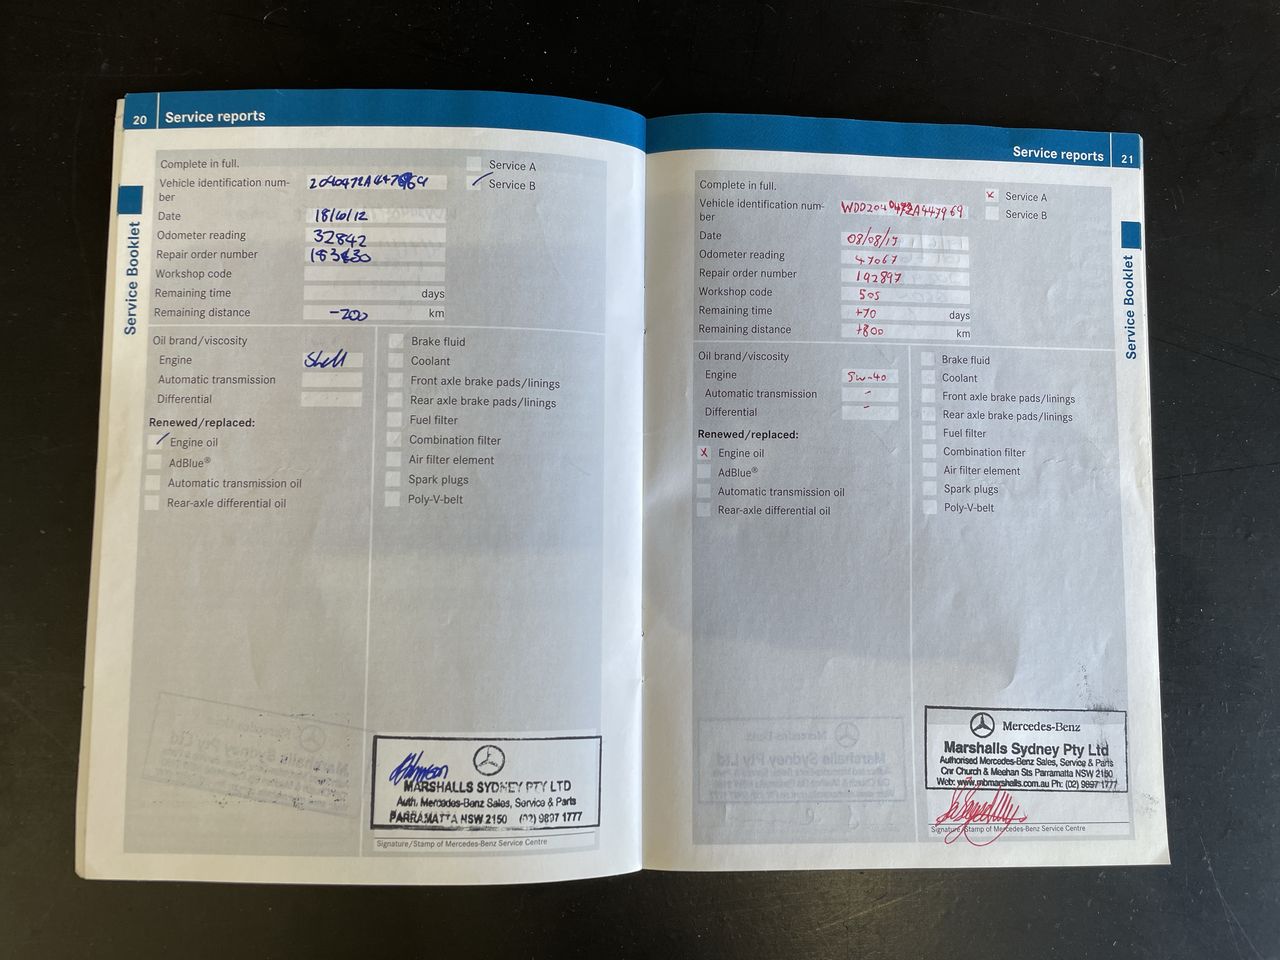 20 Service reports
Complete in full.
Service A
Vehicle identification num-
ber
Service B
Date 18/6/12
Odometer reading 32842
Repair order number
Workshop code
Remaining time days
Remaining distance -200 km
Oil brand/viscosity
Engine Shell
Automatic transmission
Differential
Renewed/replaced:
Engine oil
AdBlue®
Automatic transmission oil
Rear-axle differential oil
Brake fluid
Coolant
Front axle brake pads/linings
Rear axle brake pads/linings
Fuel filter
Combination filter
Air filter element
Spark plugs
Poly-V-belt
MARSHALLS SYDNEY PTY LTD
Auth. Mercedes-Benz Sales, Service & Parts
PARRAMATTA NSW 2150 (02) 9897 1777
Signature/Stamp of Mercedes-Benz Service Centre
Service Booklet
Service reports 21
Complete in full.
x Service A
Vehicle identification num-
ber
Service B
Date
Odometer reading 47067
Repair order number 192897
Workshop code 505
Remaining time +70 days
Remaining distance +800 km
Oil brand/viscosity
Engine 5w-40
Automatic transmission -
Differential -
Renewed/replaced:
x Engine oil
AdBlue®
Automatic transmission oil
Rear-axle differential oil
Brake fluid
Coolant
Front axle brake pads/linings
Rear axle brake pads/linings
Fuel filter
Combination filter
Air filter element
Spark plugs
Poly-V-belt
Mercedes-Benz
Marshalls Sydney Pty Ltd
Authorised Mercedes-Benz Sales, Service & Parts
Cnr Church & Meehan Sts Parramatta NSW 2150
Web: www.mbmarshalls.com.au Ph: (02) 9897 1777
Signature/Stamp of Mercedes-Benz Service Centre
Service Booklet